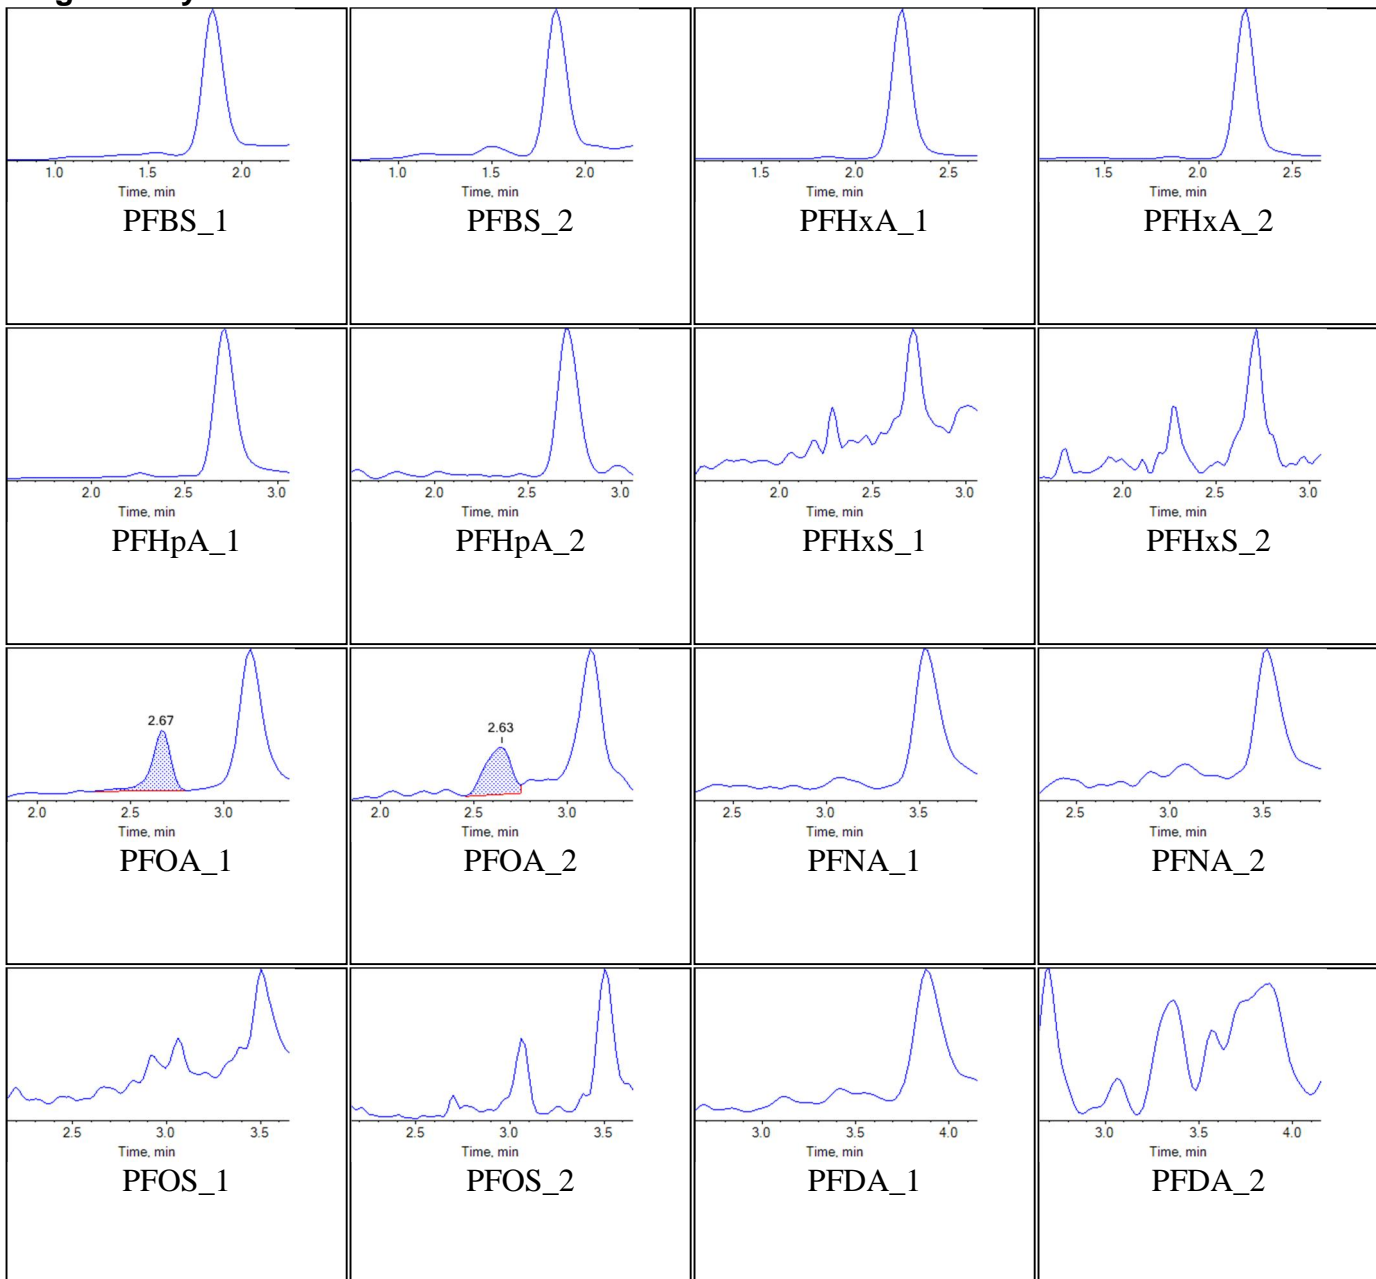 1.0 1.5 2.0
Time, min
PFBS_1
1.0 1.5 2.0
Time, min
PFBS_2
1.5 2.0 2.5
Time, min
PFHxA_1
1.5 2.0 2.5
Time, min
PFHxA_2
2.0 2.5 3.0
Time, min
PFHpA_1
2.0 2.5 3.0
Time, min
PFHpA_2
2.0 2.5 3.0
Time, min
PFHxS_1
2.0 2.5 3.0
Time, min
PFHxS_2
2.67
2.0 2.5 3.0
Time, min
PFOA_1
2.63
2.0 2.5 3.0
Time, min
PFOA_2
2.5 3.0 3.5
Time, min
PFNA_1
2.5 3.0 3.5
Time, min
PFNA_2
2.5 3.0 3.5
Time, min
PFOS_1
2.5 3.0 3.5
Time, min
PFOS_2
3.0 3.5 4.0
Time, min
PFDA_1
3.0 3.5 4.0
Time, min
PFDA_2